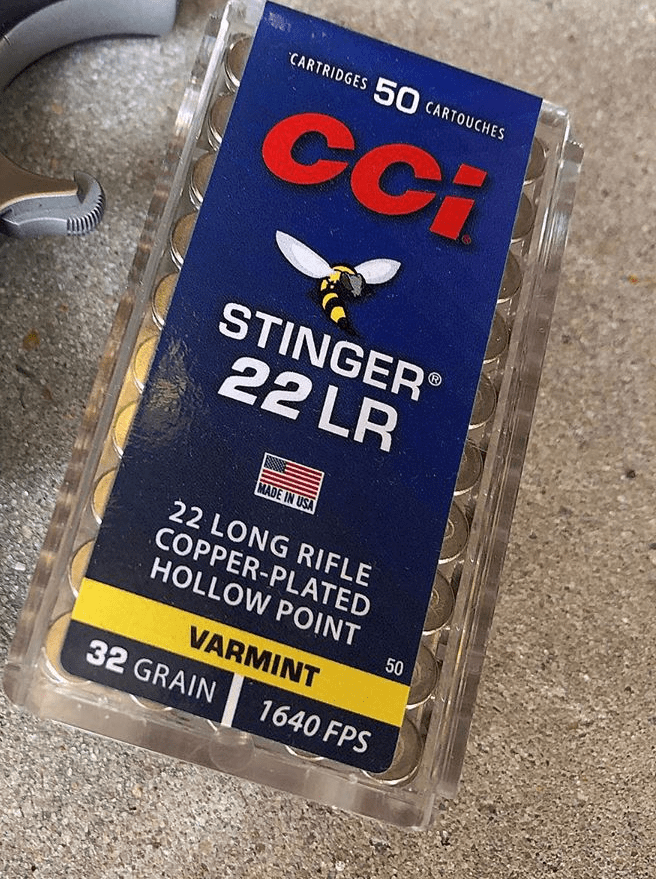 CARTRIDGES 50 CARTOUCHES
CCi®
STINGER®
22 LR
MADE IN USA
22 LONG RIFLE
COPPER-PLATED
HOLLOW POINT
VARMINT
50
32 GRAIN
1640 FPS